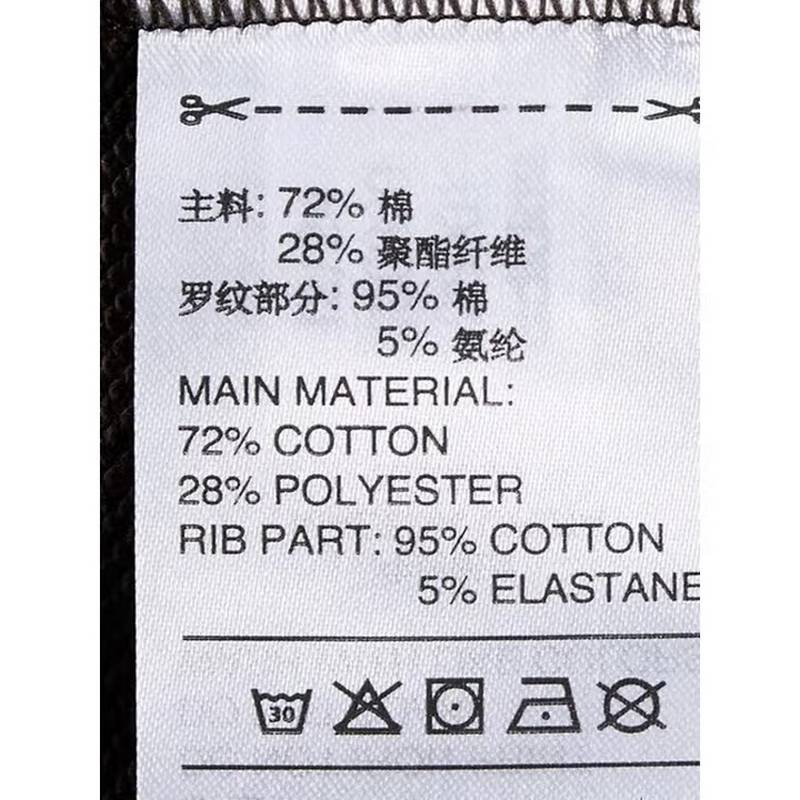 主料: 72% 棉
28% 聚酯纤维
罗纹部分: 95% 棉
5% 氨纶
MAIN MATERIAL:
72% COTTON
28% POLYESTER
RIB PART: 95% COTTON
5% ELASTANE
30